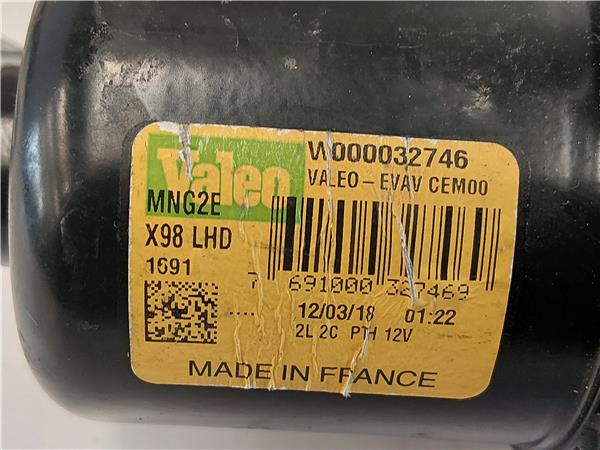 Valeo
W000032746
VALEO - EVAV CEM00
MNG2E
X98 LHD
1691
7 691000 327469
12/03/18 01:22
2L 2C PTH 12V
MADE IN FRANCE